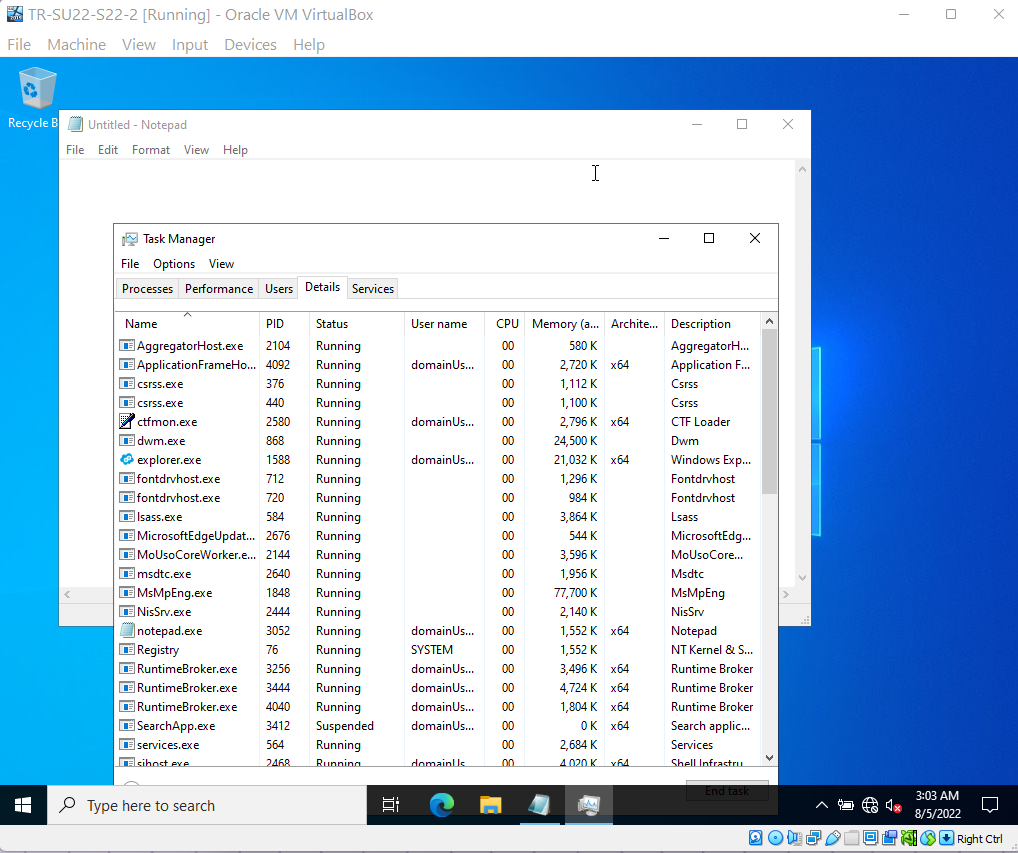 TR-SU22-S22-2 [Running] - Oracle VM VirtualBox
File Machine View Input Devices Help
Recycle B
Untitled - Notepad
File Edit Format View Help
Task Manager
File Options View
Processes Performance Users Details Services
Name PID Status User name CPU Memory (a... Archite... Description
AggregatorHost.exe 2104 Running 00 580 K AggregatorH...
ApplicationFrameHo... 4092 Running domainUs... 00 2,720 K x64 Application F...
csrss.exe 376 Running 00 1,112 K Csrss
csrss.exe 440 Running 00 1,100 K Csrss
ctfmon.exe 2580 Running domainUs... 00 2,796 K x64 CTF Loader
dwm.exe 868 Running 00 24,500 K Dwm
explorer.exe 1588 Running domainUs... 00 21,032 K x64 Windows Exp...
fontdrvhost.exe 712 Running 00 1,296 K Fontdrvhost
fontdrvhost.exe 720 Running 00 984 K Fontdrvhost
lsass.exe 584 Running 00 3,864 K Lsass
MicrosoftEdgeUpdat... 2676 Running 00 544 K MicrosoftEdg...
MoUsoCoreWorker.e... 2144 Running 00 3,596 K MoUsoCore...
msdtc.exe 2640 Running 00 1,956 K Msdtc
MsMpEng.exe 1848 Running 00 77,700 K MsMpEng
NisSrv.exe 2444 Running 00 2,140 K NisSrv
notepad.exe 3052 Running domainUs... 00 1,552 K x64 Notepad
Registry 76 Running SYSTEM 00 1,552 K NT Kernel & S...
RuntimeBroker.exe 3256 Running domainUs... 00 3,496 K x64 Runtime Broker
RuntimeBroker.exe 3444 Running domainUs... 00 4,724 K x64 Runtime Broker
RuntimeBroker.exe 4040 Running domainUs... 00 1,804 K x64 Runtime Broker
SearchApp.exe 3412 Suspended domainUs... 00 0 K x64 Search applic...
services.exe 564 Running 00 2,684 K Services
sihost.exe 2468 Running domainUs... 00 4,020 K x64 Shell Infrastru...
End task
Type here to search
3:03 AM
8/5/2022
Right Ctrl